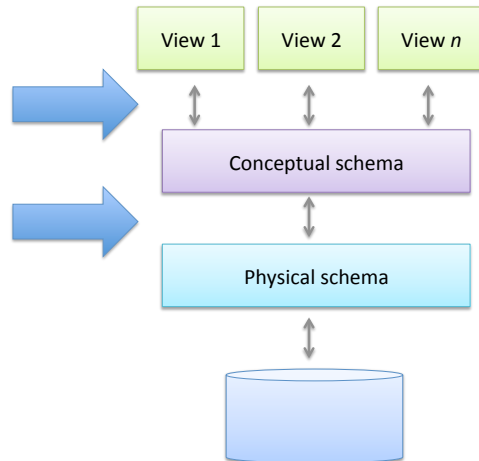 View 1
View 2
View n
Conceptual schema
Physical schema